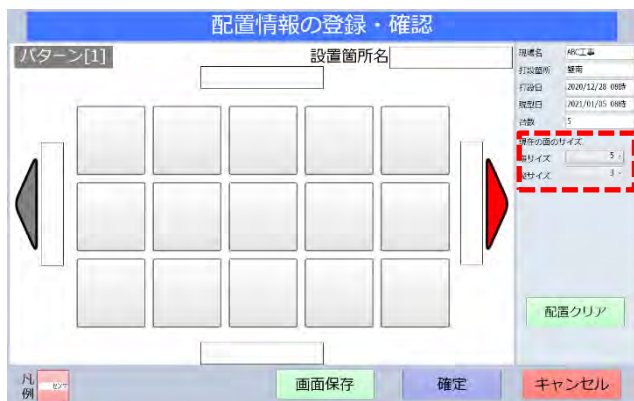 配置情報の登録・確認
パターン[1]
設置箇所名
現場名 ABC工事
打設箇所 壁南
打設日 2020/12/28 08時
脱型日 2021/01/05 08時
台数 5
現在の面のサイズ
横サイズ 5
縦サイズ 3
配置クリア
凡例
センサ
画面保存
確定
キャンセル